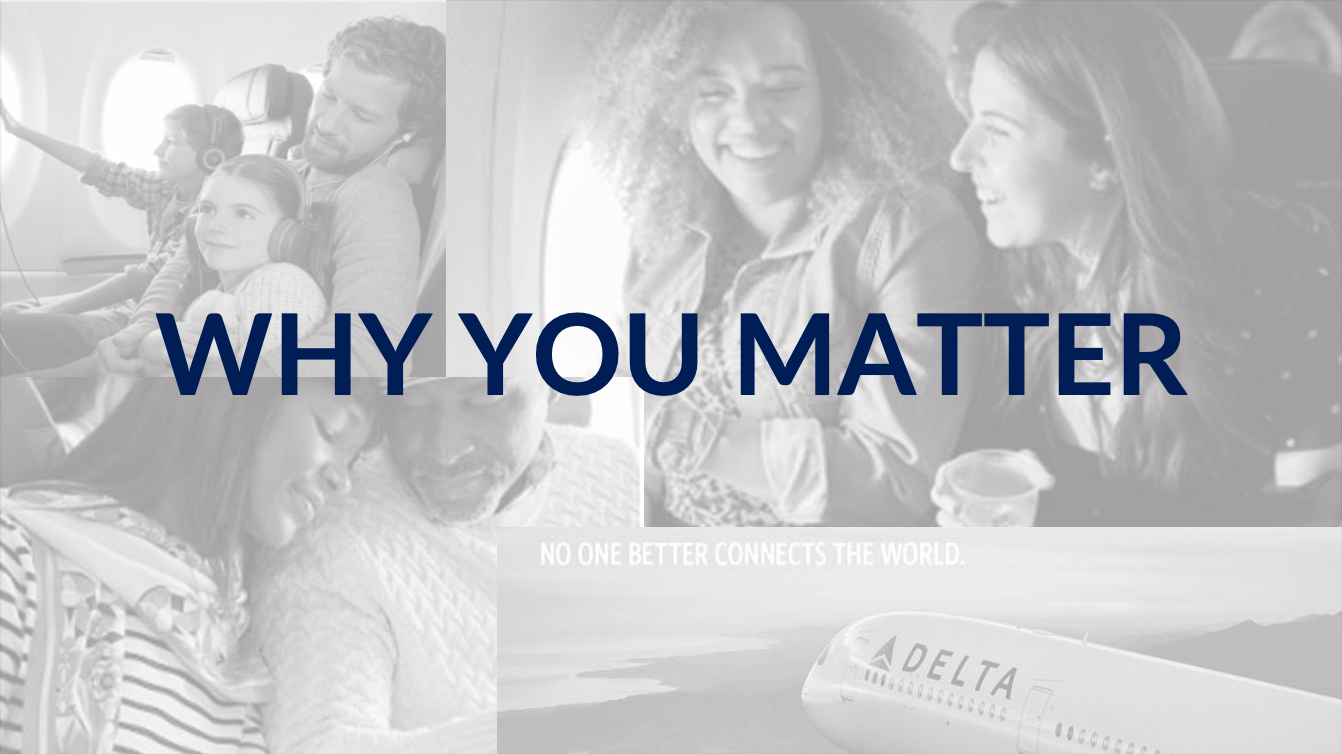 WHY YOU MATTER
NO ONE BETTER CONNECTS THE WORLD.
DELTA